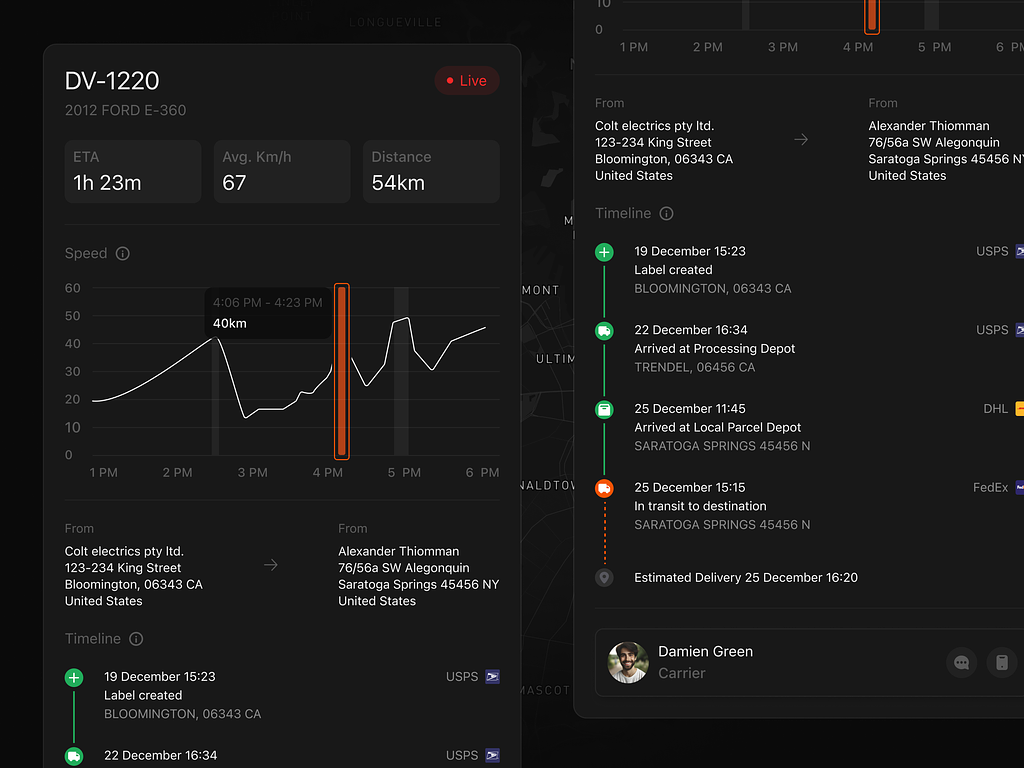 LONGUEVILLE
DV-1220
Live
2012 FORD E-360
ETA
1h 23m
Avg. Km/h
67
Distance
54km
Speed
60
50
40
30
20
10
0
4:06 PM - 4:23 PM
40km
1 PM
2 PM
3 PM
4 PM
5 PM
6 PM
From
Colt electrics pty ltd.
123-234 King Street
Bloomington, 06343 CA
United States
From
Alexander Thiomman
76/56a SW Alegonquin
Saratoga Springs 45456 NY
United States
Timeline
19 December 15:23
USPS
Label created
BLOOMINGTON, 06343 CA
22 December 16:34
USPS
MONT
ULTIM
NALDTOW
MASCOT
10
0
1 PM
2 PM
3 PM
4 PM
5 PM
6 PM
From
Colt electrics pty ltd.
123-234 King Street
Bloomington, 06343 CA
United States
From
Alexander Thiomman
76/56a SW Alegonquin
Saratoga Springs 45456 NY
United States
Timeline
19 December 15:23
USPS
Label created
BLOOMINGTON, 06343 CA
22 December 16:34
USPS
Arrived at Processing Depot
TRENDEL, 06456 CA
25 December 11:45
DHL
Arrived at Local Parcel Depot
SARATOGA SPRINGS 45456 N
25 December 15:15
FedEx
In transit to destination
SARATOGA SPRINGS 45456 N
Estimated Delivery 25 December 16:20
Damien Green
Carrier